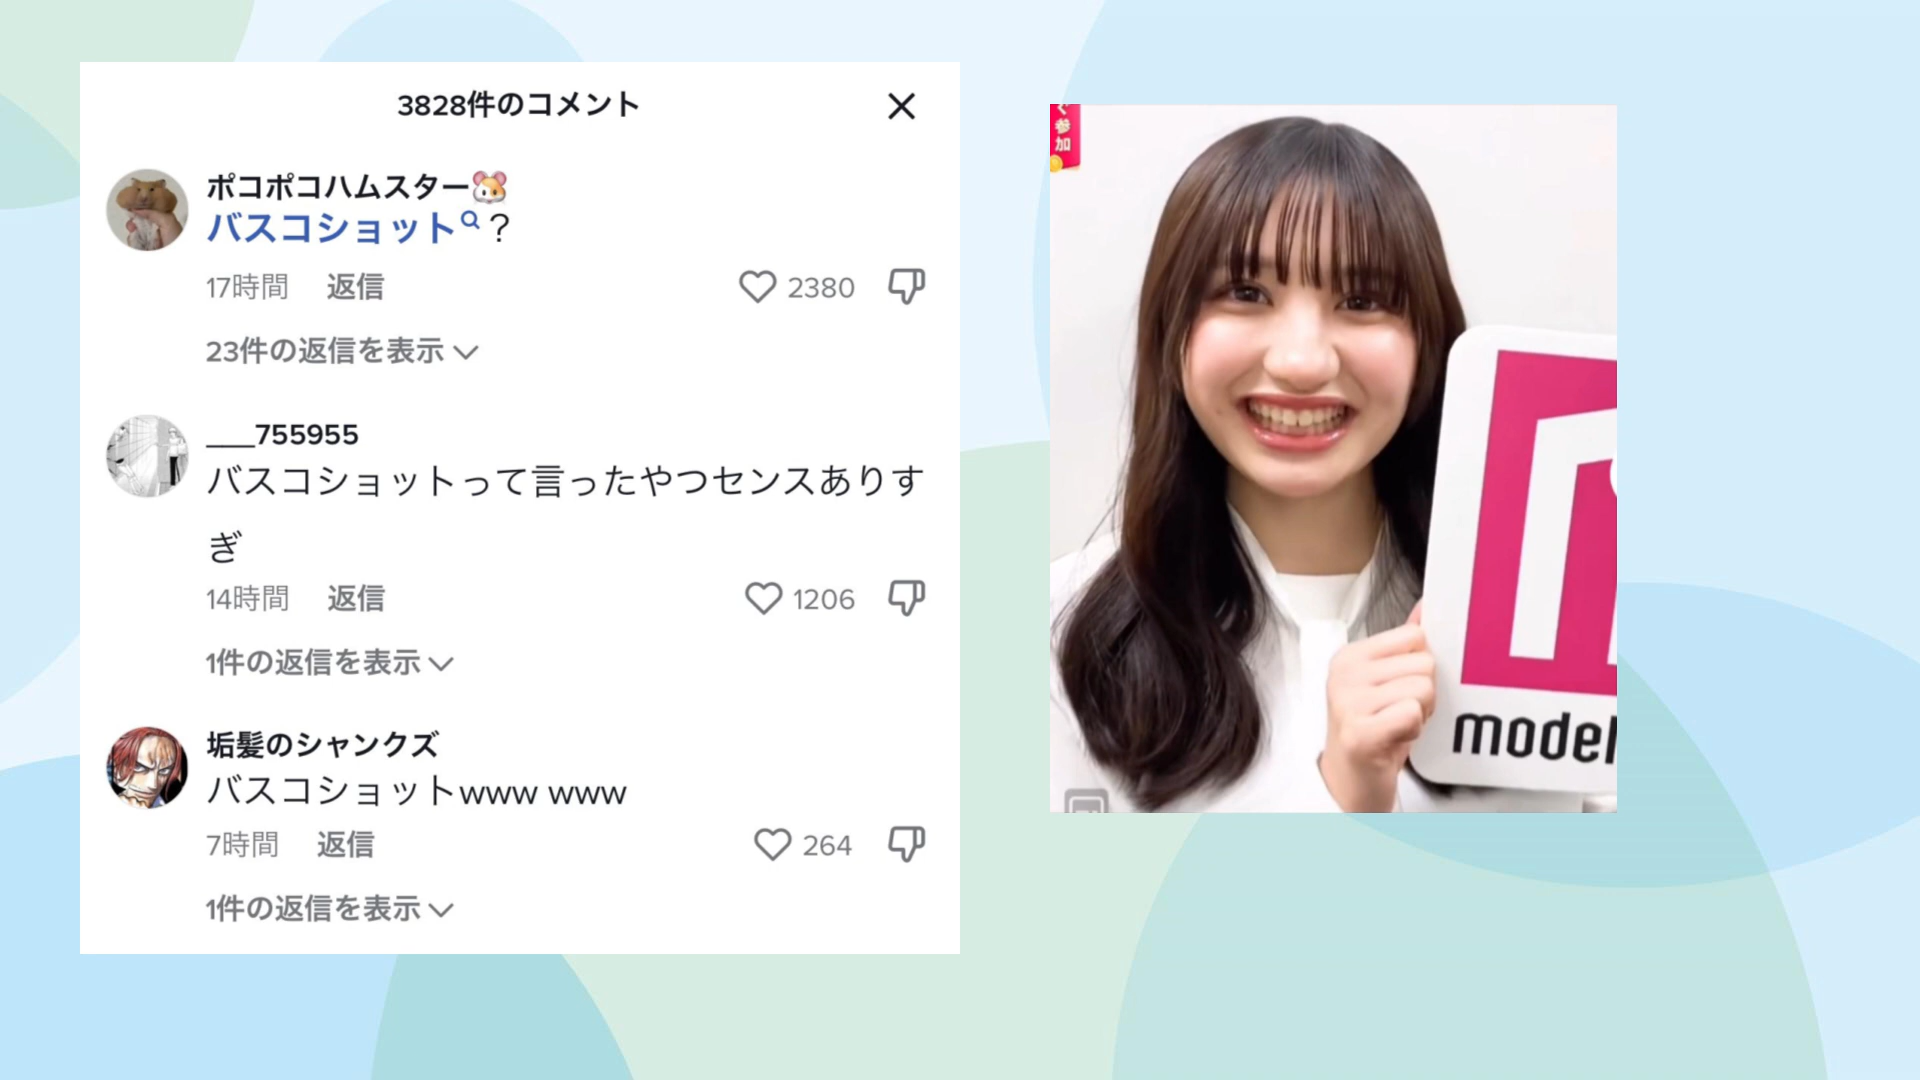 3828件のコメント
ポコポコハムスター🐹
バスコショット？
17時間 返信 2380
23件の返信を表示
___755955
バスコショットって言ったやつセンスありす
ぎ
14時間 返信 1206
1件の返信を表示
垢髪のシャンクズ
バスコショットwww www
7時間 返信 264
1件の返信を表示
参加
model